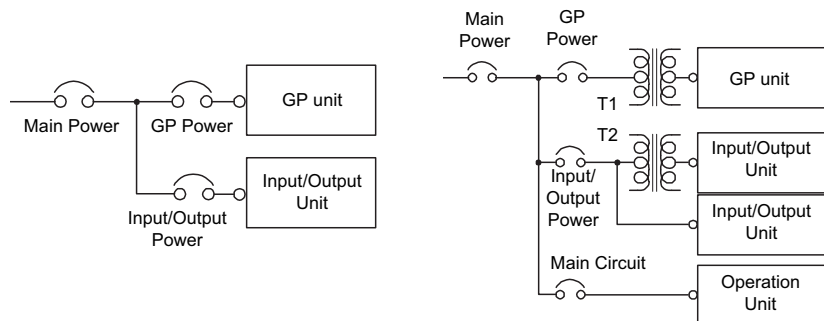 Main Power
GP Power
GP unit
Input/Output
Power
Input/Output
Unit
Main
Power
GP
Power
T1
GP unit
T2
Input/
Output
Power
Input/Output
Unit
Input/Output
Unit
Main Circuit
Operation
Unit